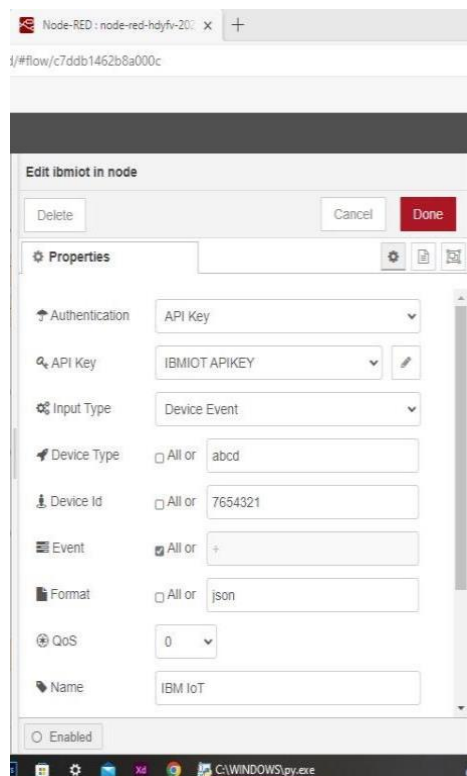 Node-RED : node-red-hdyfv-202 x +
/#flow/c7ddb1462b8a000c
Edit ibmiot in node
Delete Cancel Done
Properties
Authentication API Key
API Key IBMIOT APIKEY
Input Type Device Event
Device Type All or abcd
Device Id All or 7654321
Event All or +
Format All or json
QoS 0
Name IBM IoT
Enabled
Xd C:\WINDOWS\py.exe